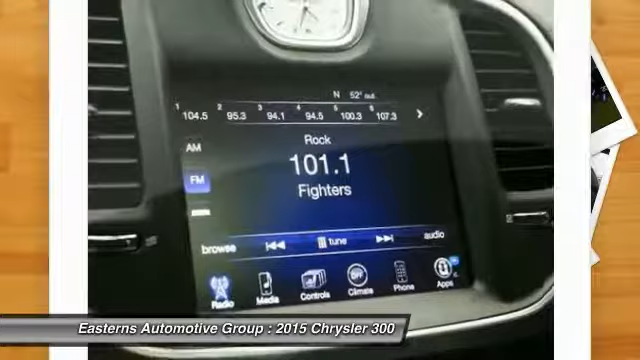 N 52° out
1 2 3 4 5 6
104.5 95.3 94.1 94.5 100.3 107.3
AM
Rock
101.1
FM
Fighters
browse tune audio
OFF
Radio Media Controls Climate Phone Apps
Easterns Automotive Group : 2015 Chrysler 300